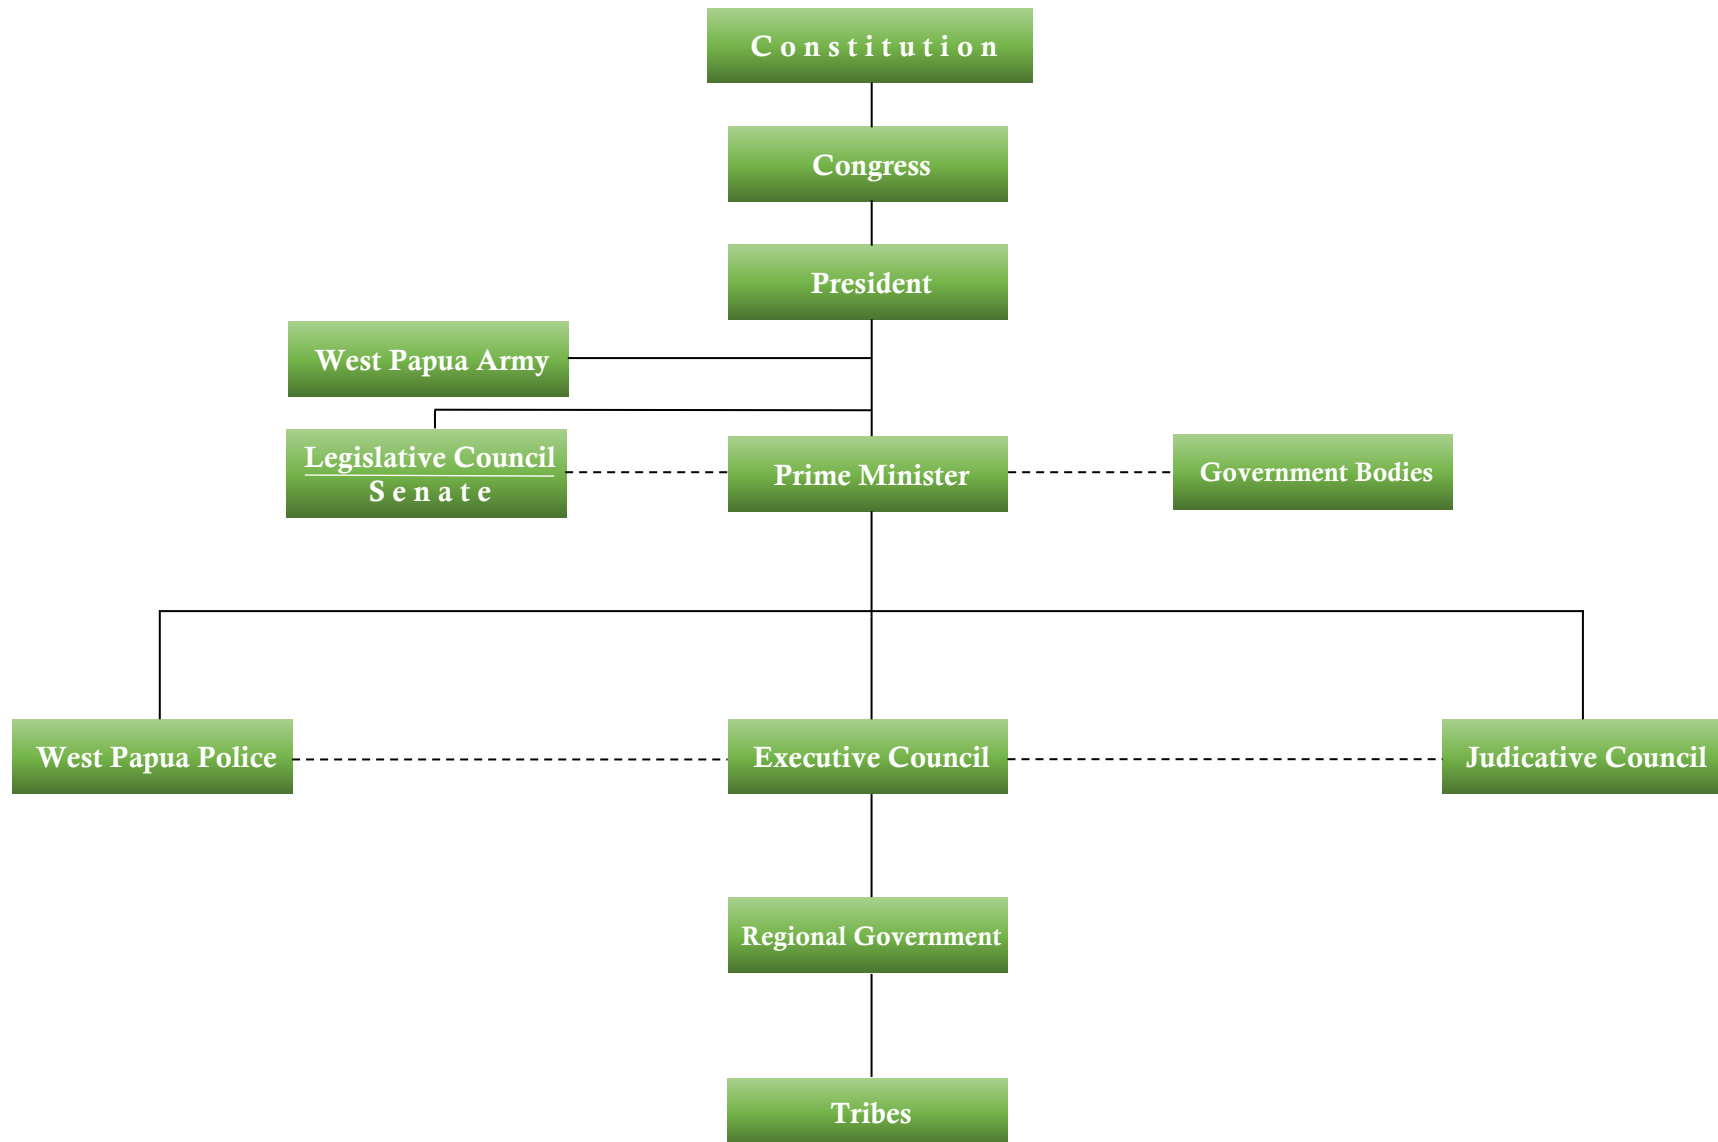 Constitution
Congress
President
West Papua Army
Legislative Council
Senate
Prime Minister
Government Bodies
West Papua Police
Executive Council
Judicative Council
Regional Government
Tribes